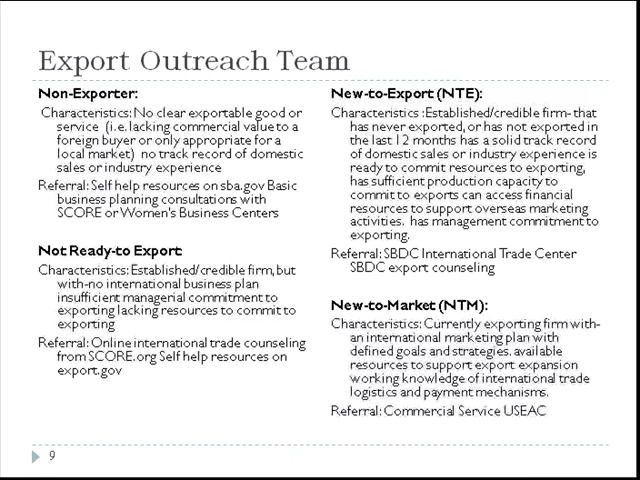 Export Outreach Team
Non-Exporter:
Characteristics: No clear exportable good or
service (i.e. lacking commercial value to a
foreign buyer or only appropriate for a
local market) no track record of domestic
sales or industry experience
Referral: Self help resources on sba.gov Basic
business planning consultations with
SCORE or Women's Business Centers
Not Ready-to Export:
Characteristics: Established/credible firm, but
with-no international business plan
insufficient managerial commitment to
exporting lacking resources to commit to
exporting
Referral: Online international trade counseling
from SCORE.org Self help resources on
export.gov
New-to-Export (NTE):
Characteristics :Established/credible firm- that
has never exported, or has not exported in
the last 12 months has a solid track record
of domestic sales or industry experience is
ready to commit resources to exporting,
has sufficient production capacity to
commit to exports can access financial
resources to support overseas marketing
activities. has management commitment to
exporting.
Referral: SBDC International Trade Center
SBDC export counseling
New-to-Market (NTM):
Characteristics: Currently exporting firm with-
an international marketing plan with
defined goals and strategies. available
resources to support export expansion
working knowledge of international trade
logistics and payment mechanisms.
Referral: Commercial Service USEAC
9